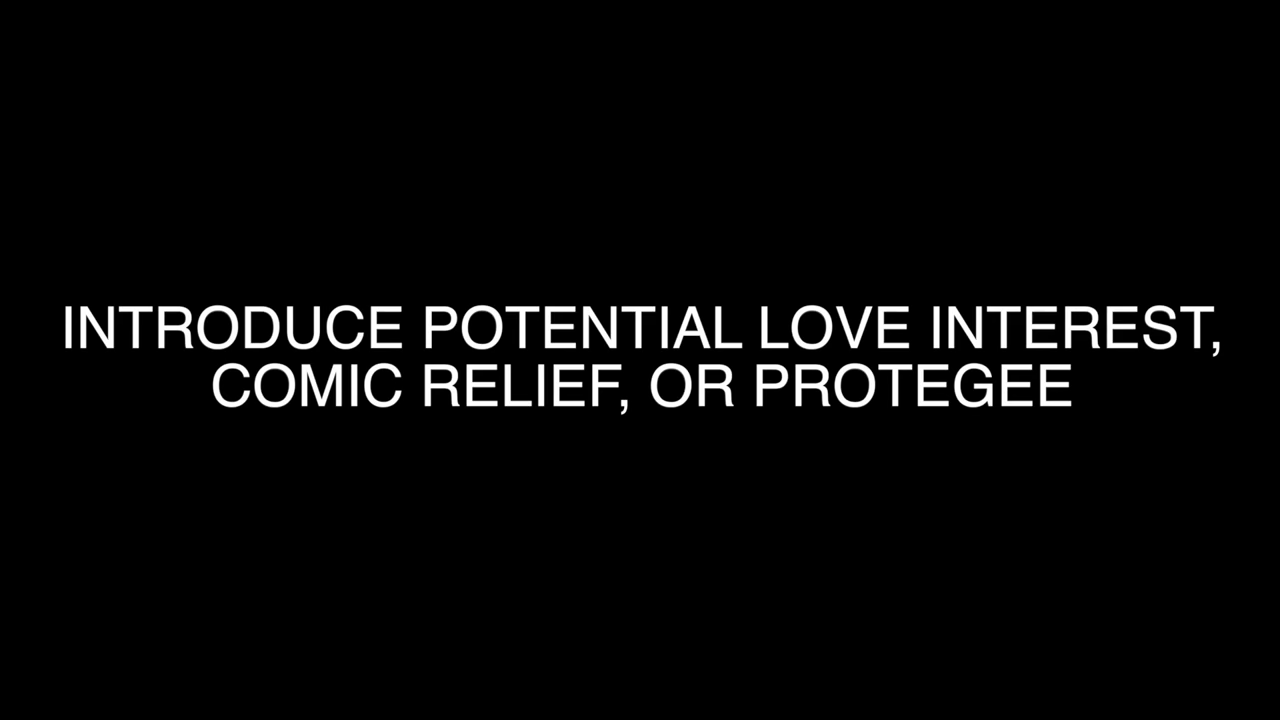 INTRODUCE POTENTIAL LOVE INTEREST,
COMIC RELIEF, OR PROTEGEE